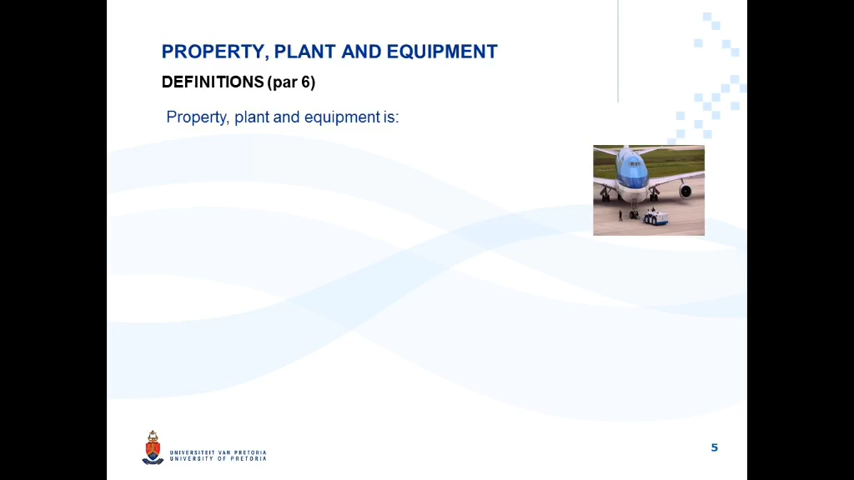 PROPERTY, PLANT AND EQUIPMENT
DEFINITIONS (par 6)
Property, plant and equipment is:
UNIVERSITEIT VAN PRETORIA
UNIVERSITY OF PRETORIA
5